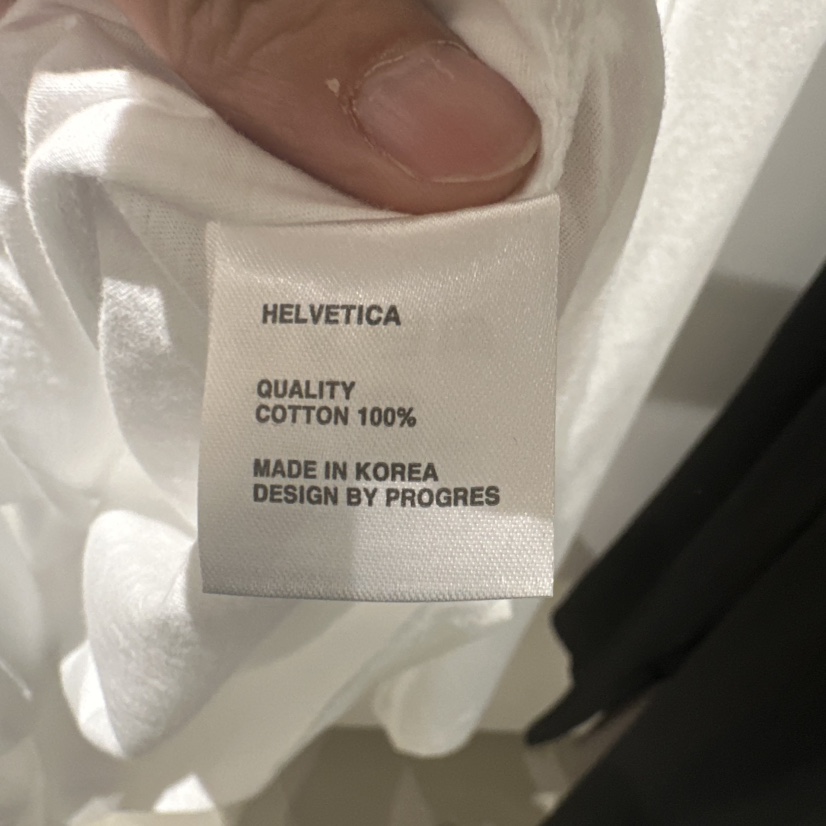 HELVETICA
QUALITY
COTTON 100%
MADE IN KOREA
DESIGN BY PROGRES